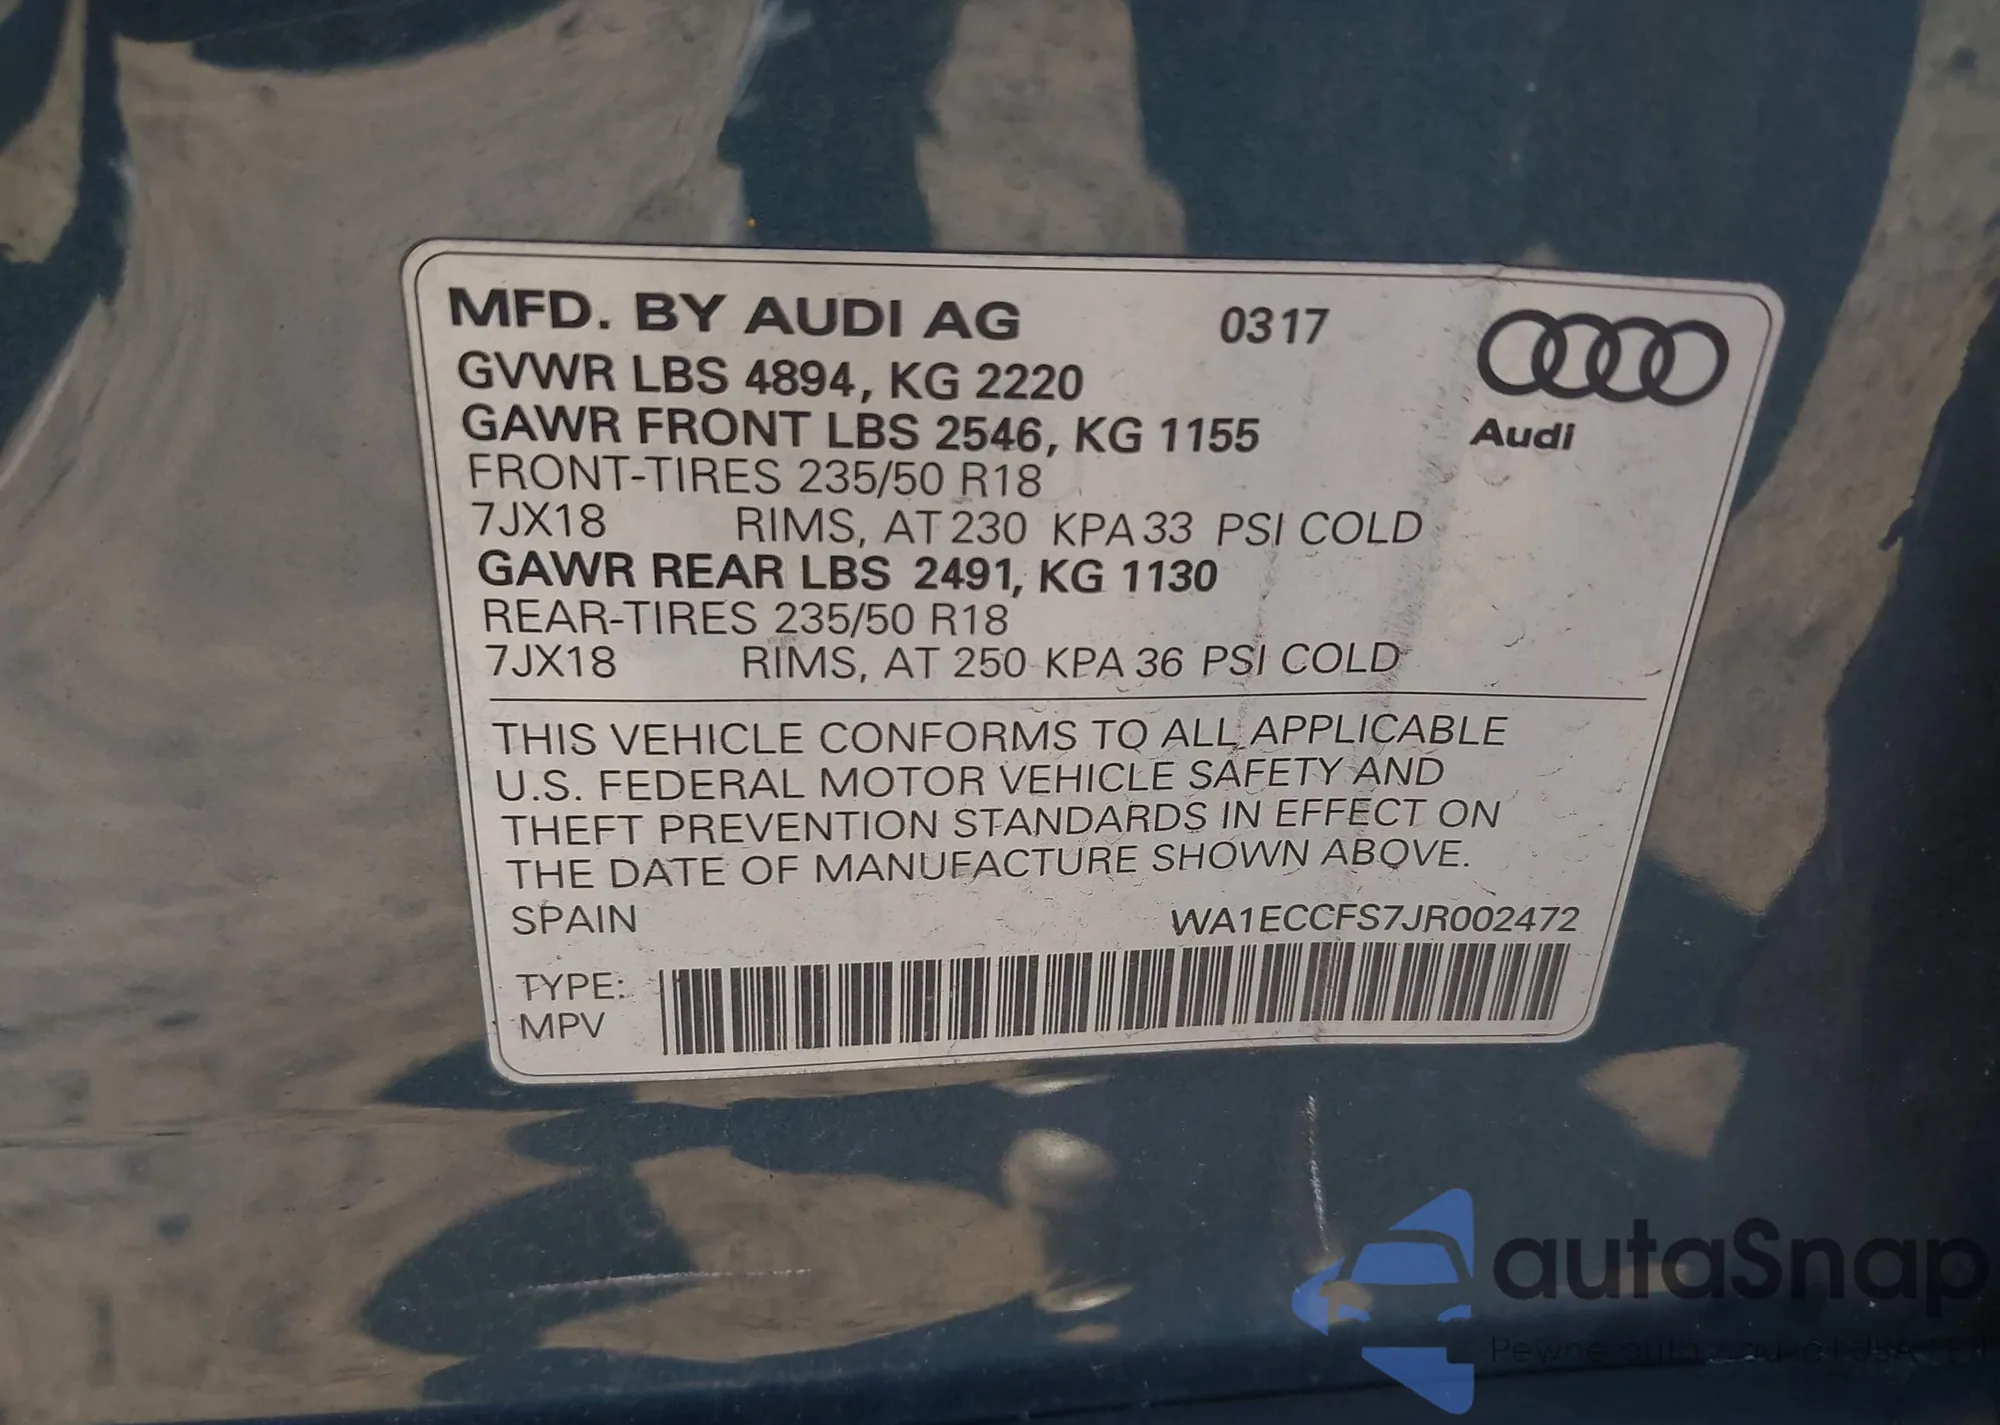 MFD. BY AUDI AG 0317
GVWR LBS 4894, KG 2220
GAWR FRONT LBS 2546, KG 1155
Audi
FRONT-TIRES 235/50 R18
7JX18 RIMS, AT 230 KPA 33 PSI COLD
GAWR REAR LBS 2491, KG 1130
REAR-TIRES 235/50 R18
7JX18 RIMS, AT 250 KPA 36 PSI COLD
THIS VEHICLE CONFORMS TO ALL APPLICABLE
U.S. FEDERAL MOTOR VEHICLE SAFETY AND
THEFT PREVENTION STANDARDS IN EFFECT ON
THE DATE OF MANUFACTURE SHOWN ABOVE.
SPAIN WA1ECCFS7JR002472
TYPE:
MPV
autaSnap
Pewne auta